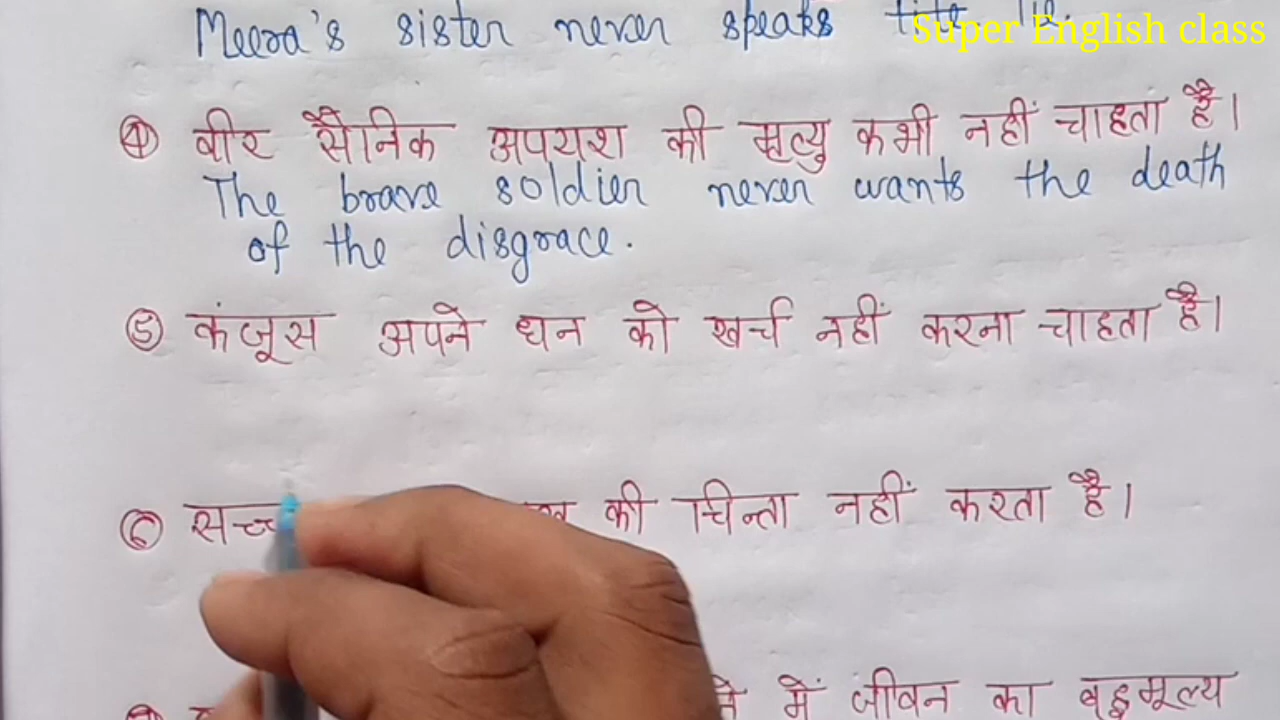 Meera's sister never speaks lie.
Super English class
④ वीर सैनिक अपयश की मृत्यु कभी नहीं चाहता है।
The brave soldier never wants the death
of the disgrace.
⑤ कंजूस अपने धन को खर्च नहीं करना चाहता है।
⑥ की चिन्ता नहीं करता है।
में जीवन का बहुमूल्य